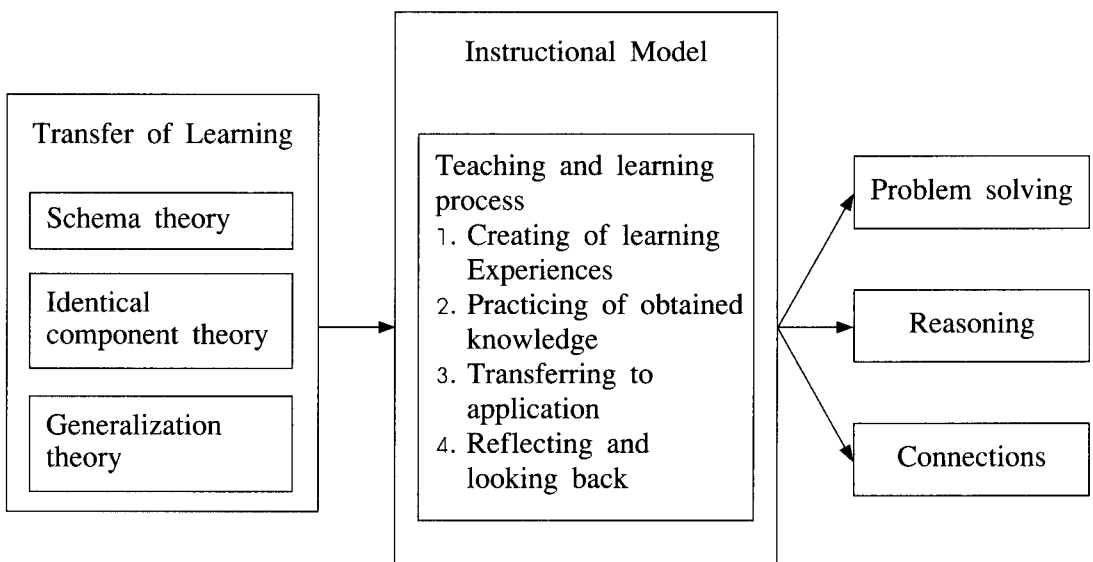 Transfer of Learning
Schema theory
Identical
component theory
Generalization
theory
Instructional Model
Teaching and learning
process
1. Creating of learning
Experiences
2. Practicing of obtained
knowledge
3. Transferring to
application
4. Reflecting and
looking back
Problem solving
Reasoning
Connections